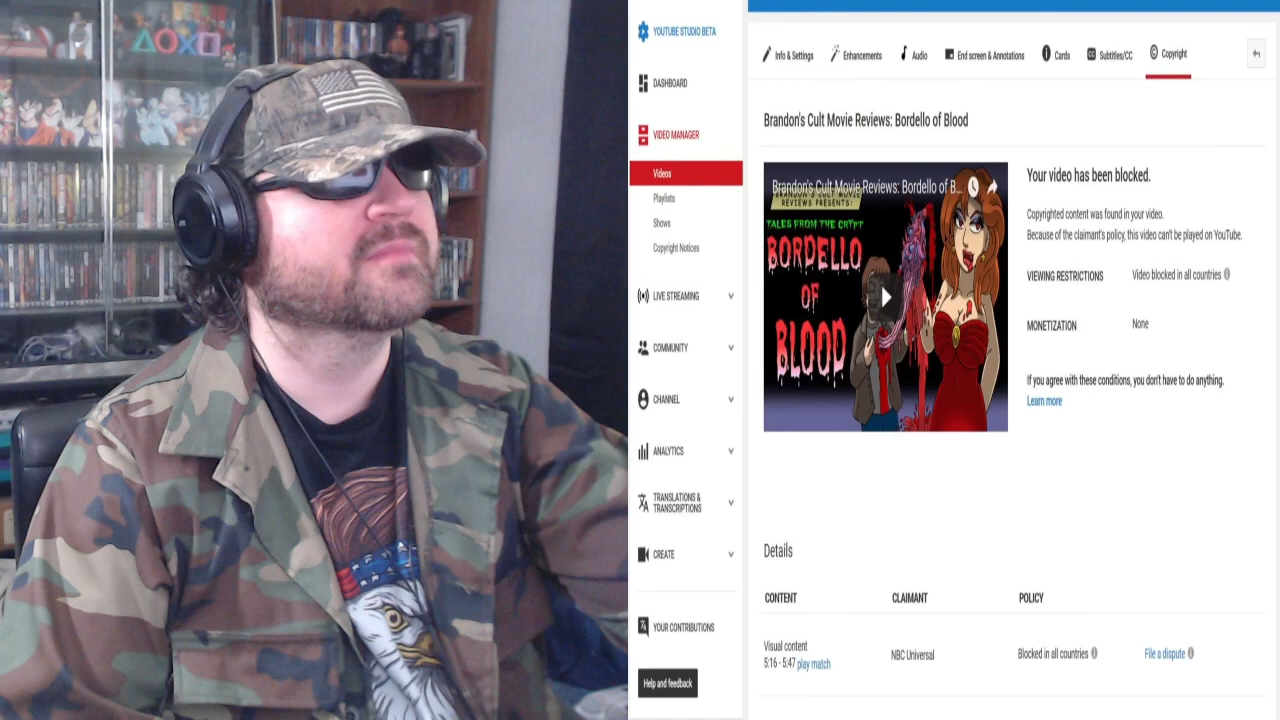 YOUTUBE STUDIO BETA
DASHBOARD
VIDEO MANAGER
Videos
Playlists
Shows
Copyright Notices
LIVE STREAMING
COMMUNITY
CHANNEL
ANALYTICS
TRANSLATIONS &
TRANSCRIPTIONS
CREATE
YOUR CONTRIBUTIONS
Help and feedback
Info & Settings
Enhancements
Audio
End screen & Annotations
Cards
Subtitles/CC
Copyright
Brandon's Cult Movie Reviews: Bordello of Blood
Brandon's Cult Movie Reviews: Bordello of B...
REVIEWS PRESENTS:
TALES FROM THE CRYPT
BORDELLO
OF
BLOOD
Your video has been blocked.
Copyrighted content was found in your video.
Because of the claimant's policy, this video can't be played on YouTube.
VIEWING RESTRICTIONS Video blocked in all countries
MONETIZATION None
If you agree with these conditions, you don't have to do anything.
Learn more
Details
CONTENT CLAIMANT POLICY
Visual content
5:16 - 5:47 play match
NBC Universal
Blocked in all countries
File a dispute